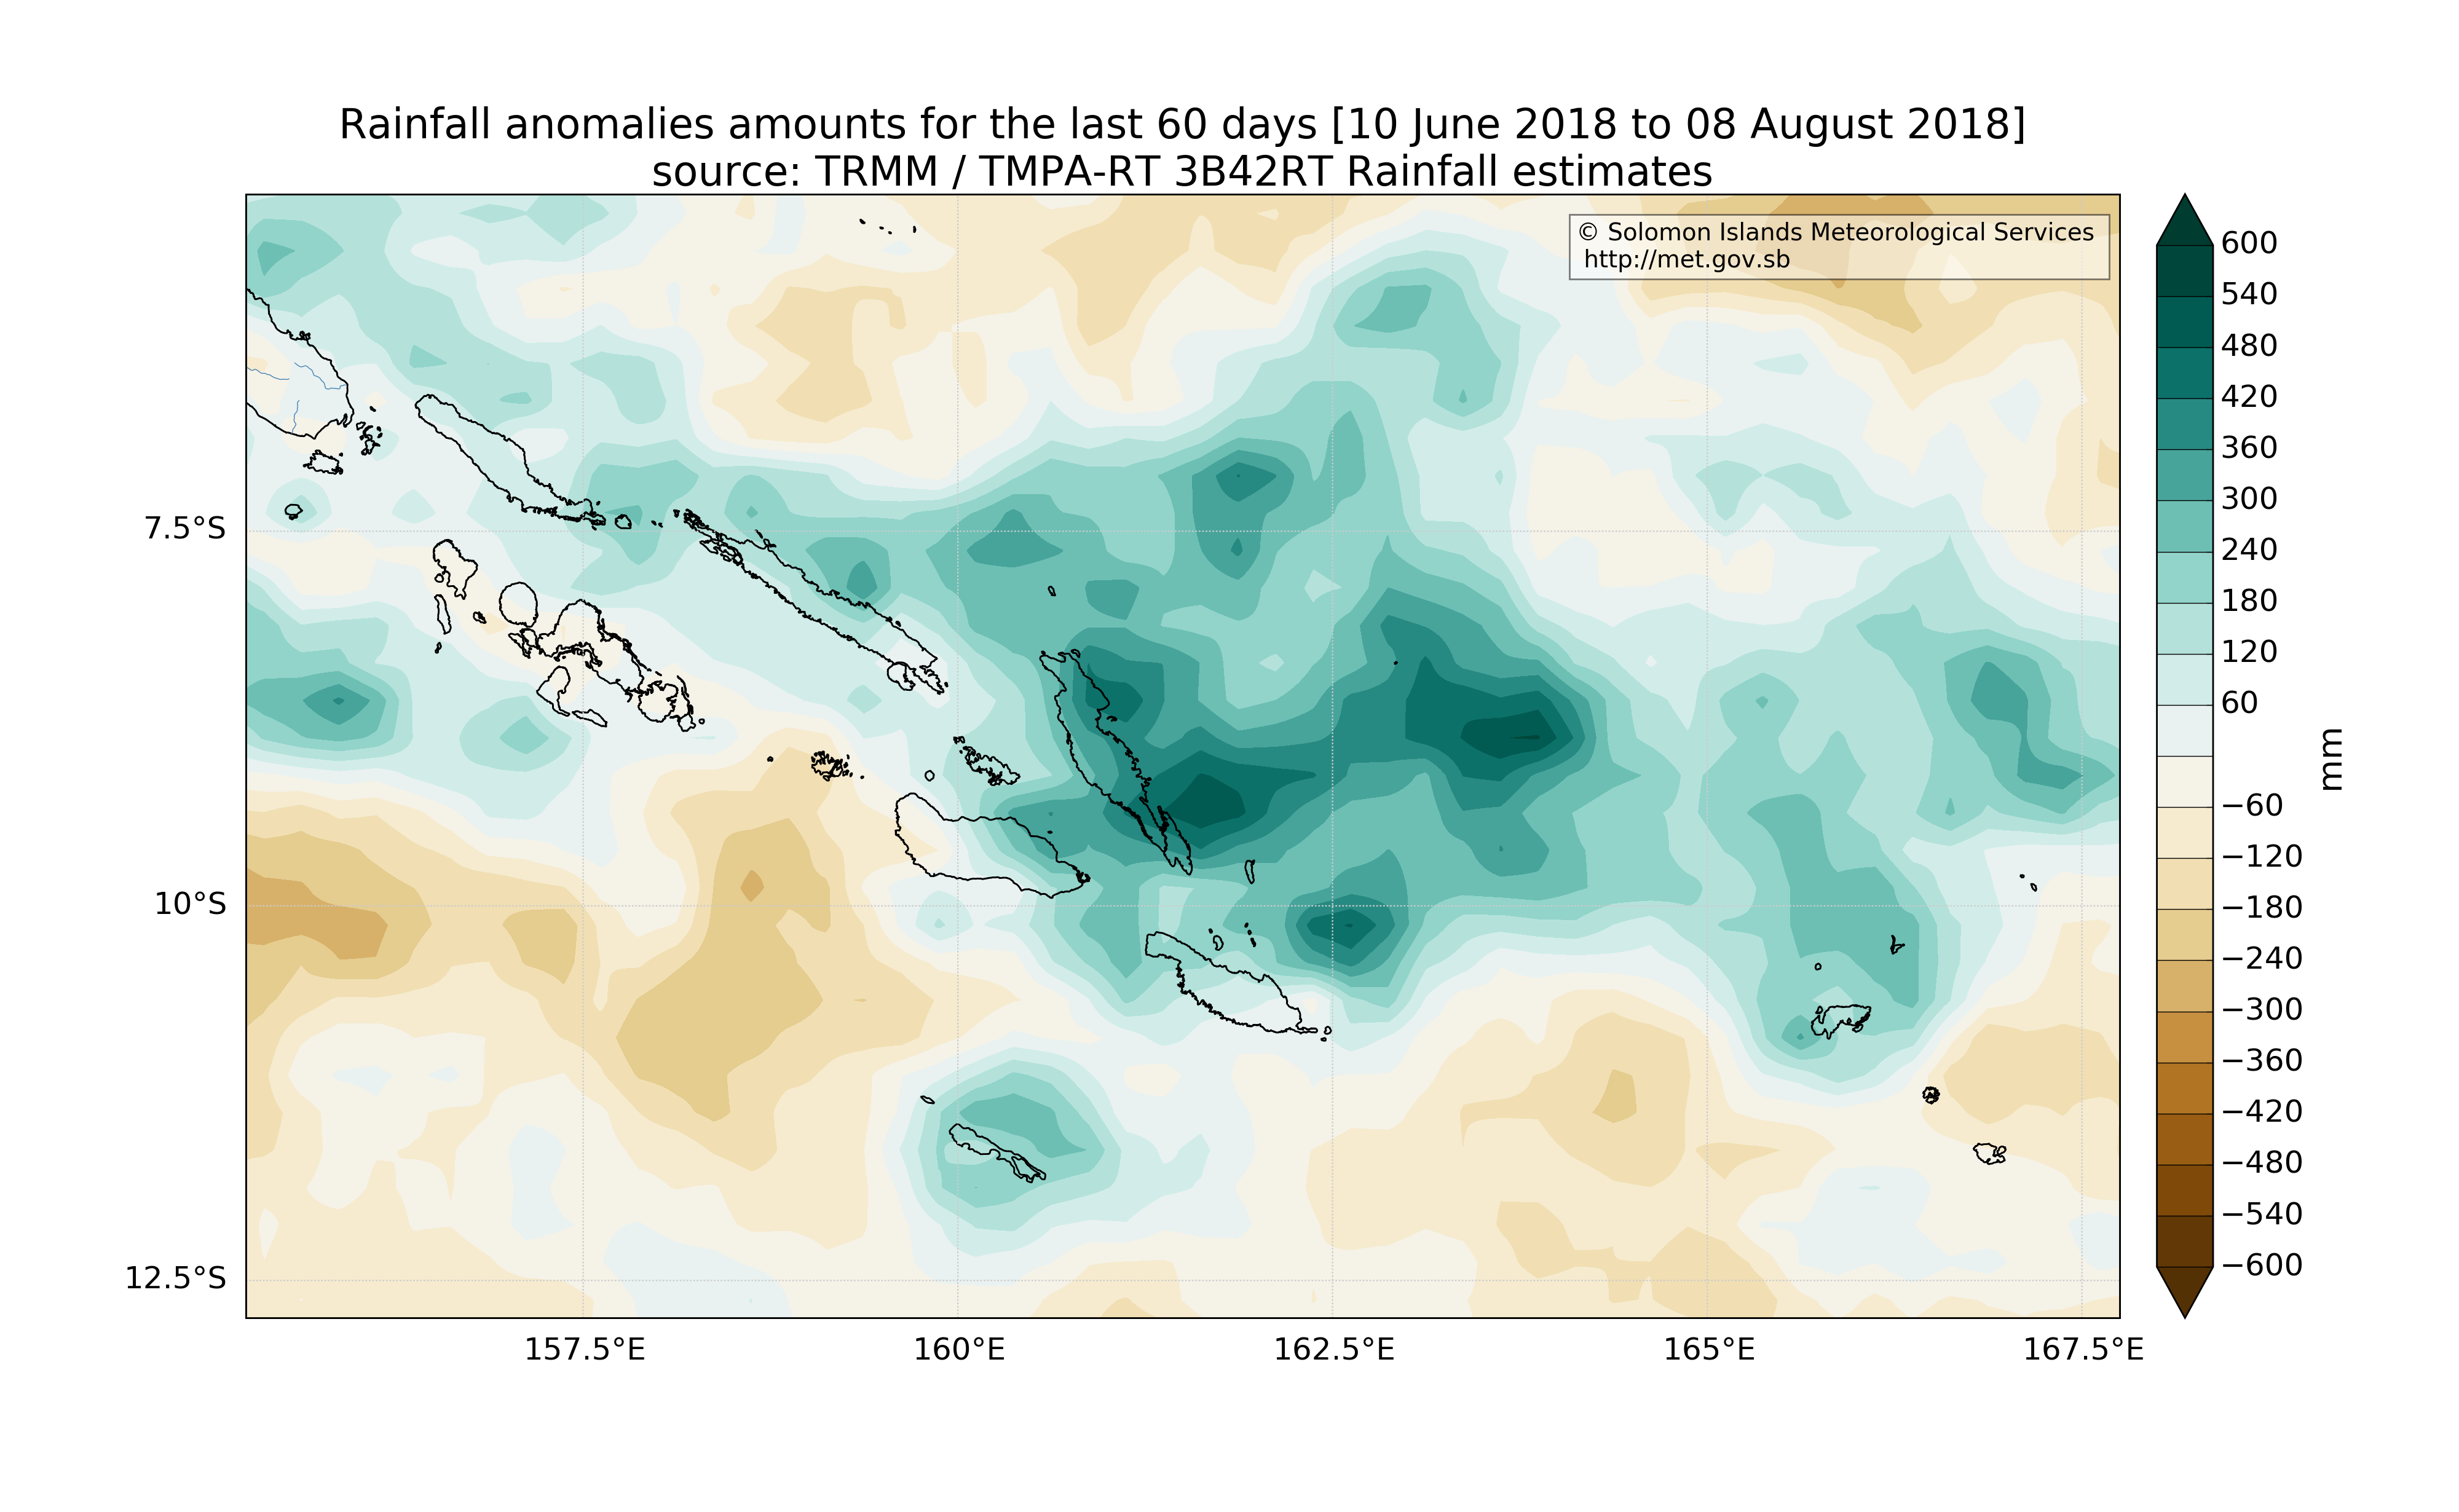 Rainfall anomalies amounts for the last 60 days [10 June 2018 to 08 August 2018]
source: TRMM / TMPA-RT 3B42RT Rainfall estimates
© Solomon Islands Meteorological Services
http://met.gov.sb
7.5°S
10°S
12.5°S
157.5°E
160°E
162.5°E
165°E
167.5°E
600
540
480
420
360
300
240
180
120
60
−60
−120
−180
−240
−300
−360
−420
−480
−540
−600
mm